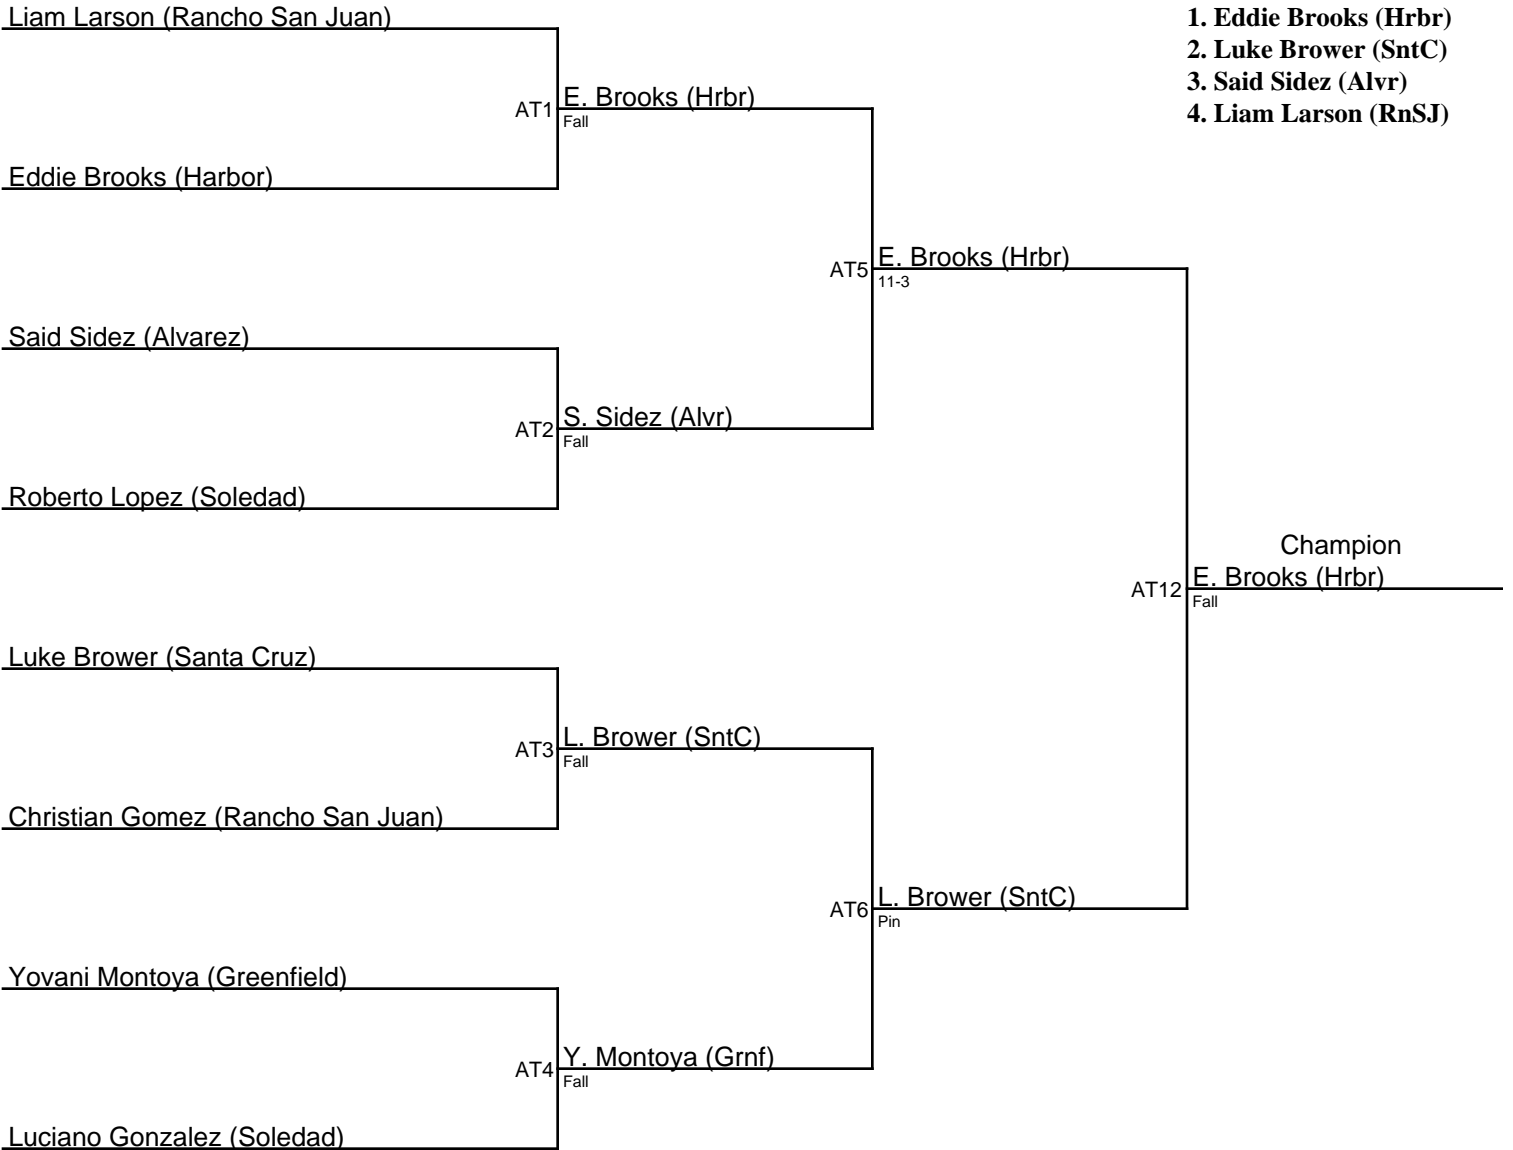 Liam Larson (Rancho San Juan)
1. Eddie Brooks (Hrbr)
2. Luke Brower (SntC)
3. Said Sidez (Alvr)
4. Liam Larson (RnSJ)
AT1
E. Brooks (Hrbr)
Fall
Eddie Brooks (Harbor)
AT5
E. Brooks (Hrbr)
11-3
Said Sidez (Alvarez)
AT2
S. Sidez (Alvr)
Fall
Roberto Lopez (Soledad)
Champion
AT12
E. Brooks (Hrbr)
Fall
Luke Brower (Santa Cruz)
AT3
L. Brower (SntC)
Fall
Christian Gomez (Rancho San Juan)
AT6
L. Brower (SntC)
Pin
Yovani Montoya (Greenfield)
AT4
Y. Montoya (Grnf)
Fall
Luciano Gonzalez (Soledad)